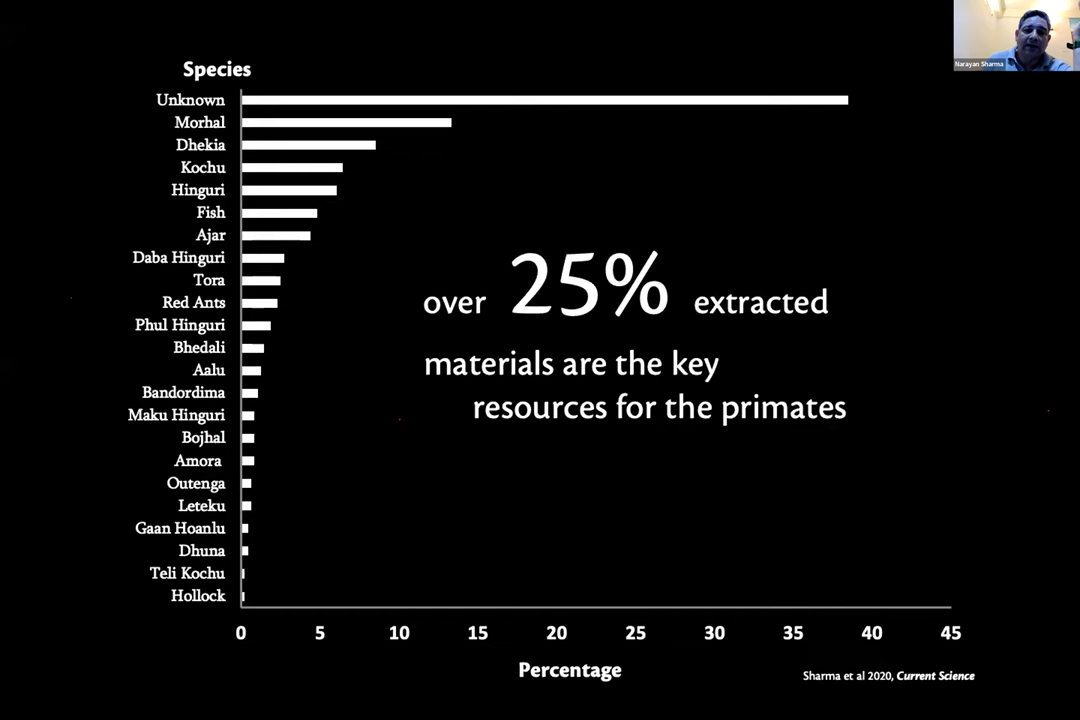 Narayan Sharma
Species
Unknown
Morhal
Dhekia
Kochu
Hinguri
Fish
Ajar
Daba Hinguri
Tora
Red Ants
Phul Hinguri
Bhedali
Aalu
Bandordima
Maku Hinguri
Bojhal
Amora
Outenga
Leteku
Gaan Hoanlu
Dhuna
Teli Kochu
Hollock
over 25% extracted
materials are the key
resources for the primates
0 5 10 15 20 25 30 35 40 45
Percentage
Sharma et al 2020, Current Science